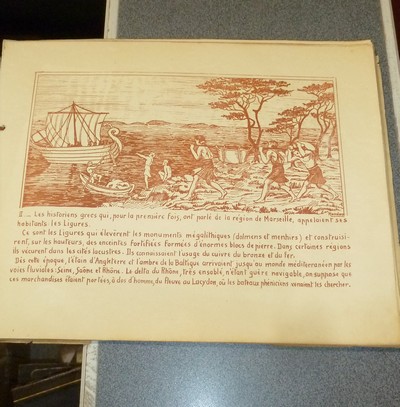 II _ Les historiens grecs qui, pour la première fois, ont parlé de la région de Marseille, appelaient ses
habitants les Ligures.
Ce sont les Ligures qui élevèrent les monuments mégalithiques (dolmens et menhirs) et construisi-
rent, sur les hauteurs, des enceintes fortifiées formées d'énormes blocs de pierre. Dans certaines régions
ils vécurent dans les cités lacustres. Ils connaissaient l'usage du cuivre du bronze et du fer.
Dès cette époque, l'étain d'Angleterre et l'ambre de la Baltique arrivaient jusqu'au monde méditerranéen par les
voies fluviales: Seine, Saône et Rhône. Le delta du Rhône, très ensablé, n'étant guère navigable, on suppose que
ces marchandises étaient portées, à dos d'homme, du fleuve au Lacydon, où les bateaux phéniciens venaient les chercher.